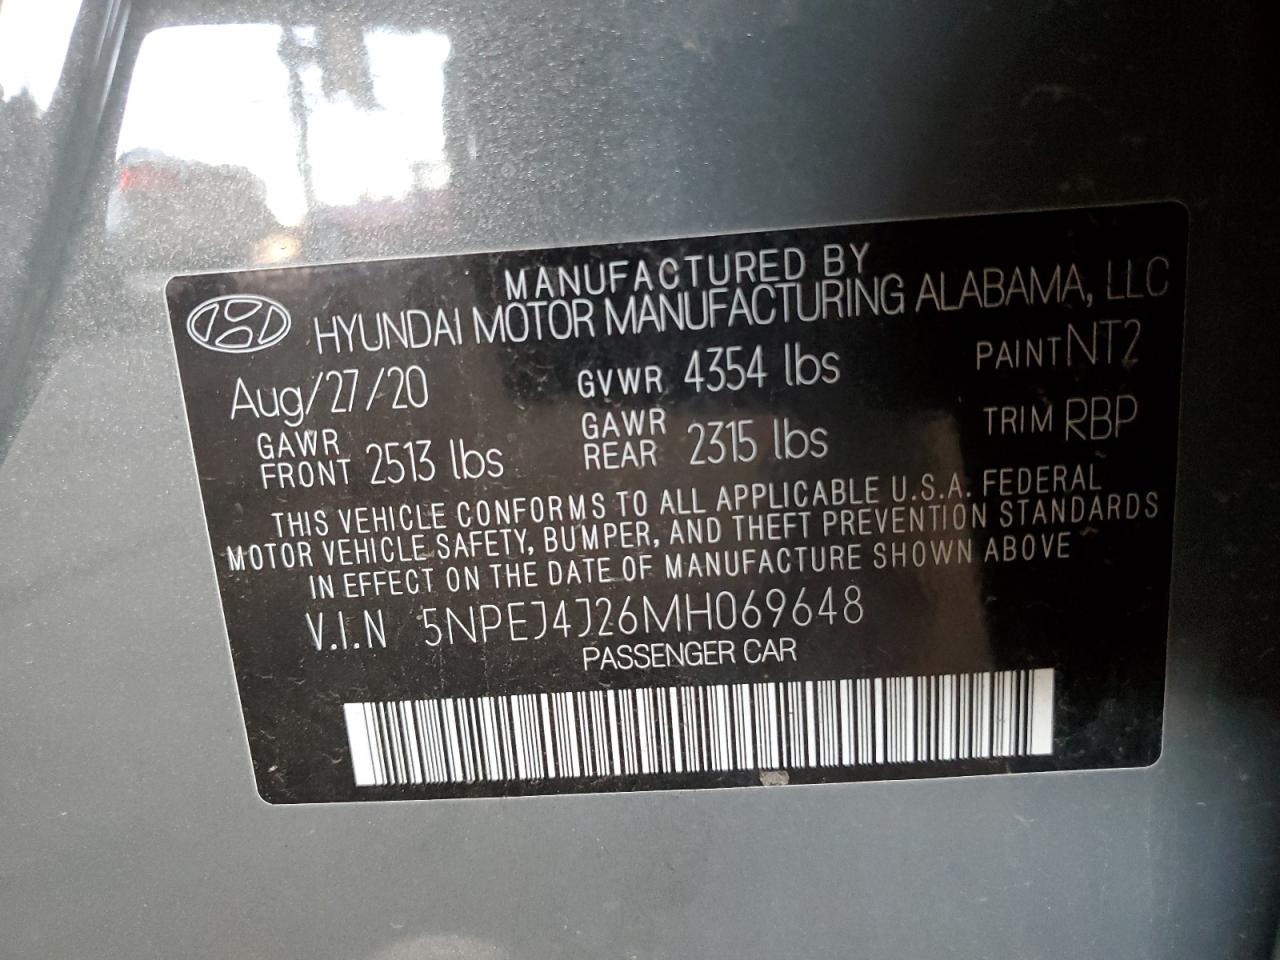 MANUFACTURED BY
HYUNDAI MOTOR MANUFACTURING ALABAMA, LLC
Aug/27/20 GVWR 4354 lbs PAINT NT2
GAWR FRONT 2513 lbs GAWR REAR 2315 lbs TRIM RBP
THIS VEHICLE CONFORMS TO ALL APPLICABLE U.S.A. FEDERAL
MOTOR VEHICLE SAFETY, BUMPER, AND THEFT PREVENTION STANDARDS
IN EFFECT ON THE DATE OF MANUFACTURE SHOWN ABOVE
V.I.N 5NPEJ4J26MH069648
PASSENGER CAR